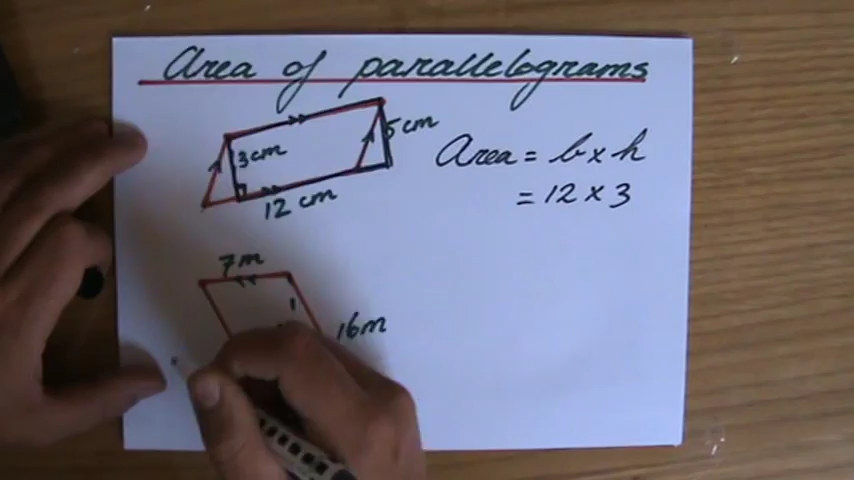 Area of parallelograms
3cm
5cm
12 cm
Area = b x h
= 12 x 3
7m
16m